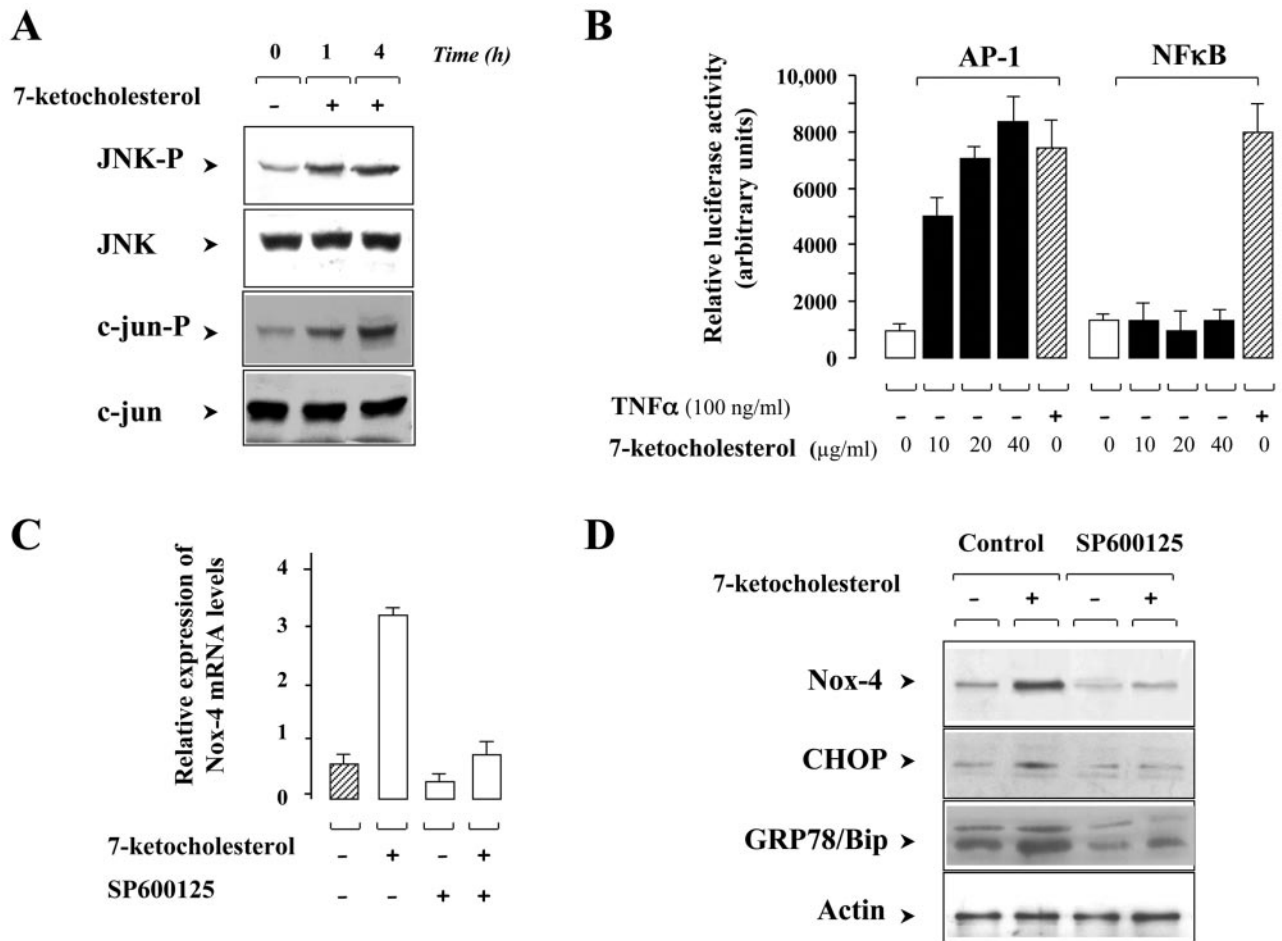 A
0 1 4 Time (h)
7-ketocholesterol - + +
JNK-P
JNK
c-jun-P
c-jun
B
AP-1 NFκB
Relative luciferase activity
(arbitrary units)
10,000
8000
6000
4000
2000
0
TNFα (100 ng/ml) - - - - + - - - - +
7-ketocholesterol (µg/ml) 0 10 20 40 0 0 10 20 40 0
C
Relative expression of
Nox-4 mRNA levels
4
3
2
1
0
7-ketocholesterol - + - +
SP600125 - - + +
D
Control SP600125
7-ketocholesterol - + - +
Nox-4
CHOP
GRP78/Bip
Actin